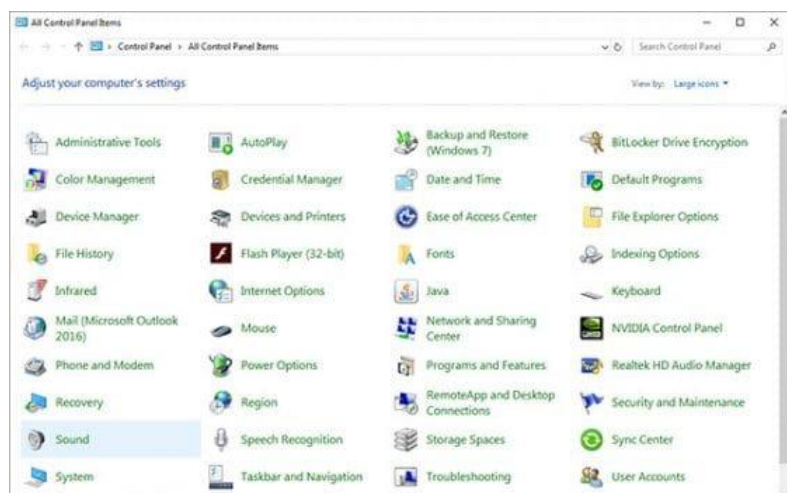 All Control Panel Items
Control Panel > All Control Panel Items
Search Control Panel
Adjust your computer's settings
View by: Large icons
Administrative Tools
AutoPlay
Backup and Restore
(Windows 7)
BitLocker Drive Encryption
Color Management
Credential Manager
Date and Time
Default Programs
Device Manager
Devices and Printers
Ease of Access Center
File Explorer Options
File History
Flash Player (32-bit)
Fonts
Indexing Options
Infrared
Internet Options
Java
Keyboard
Mail (Microsoft Outlook
2016)
Mouse
Network and Sharing
Center
NVIDIA Control Panel
Phone and Modem
Power Options
Programs and Features
Realtek HD Audio Manager
Recovery
Region
RemoteApp and Desktop
Connections
Security and Maintenance
Sound
Speech Recognition
Storage Spaces
Sync Center
System
Taskbar and Navigation
Troubleshooting
User Accounts